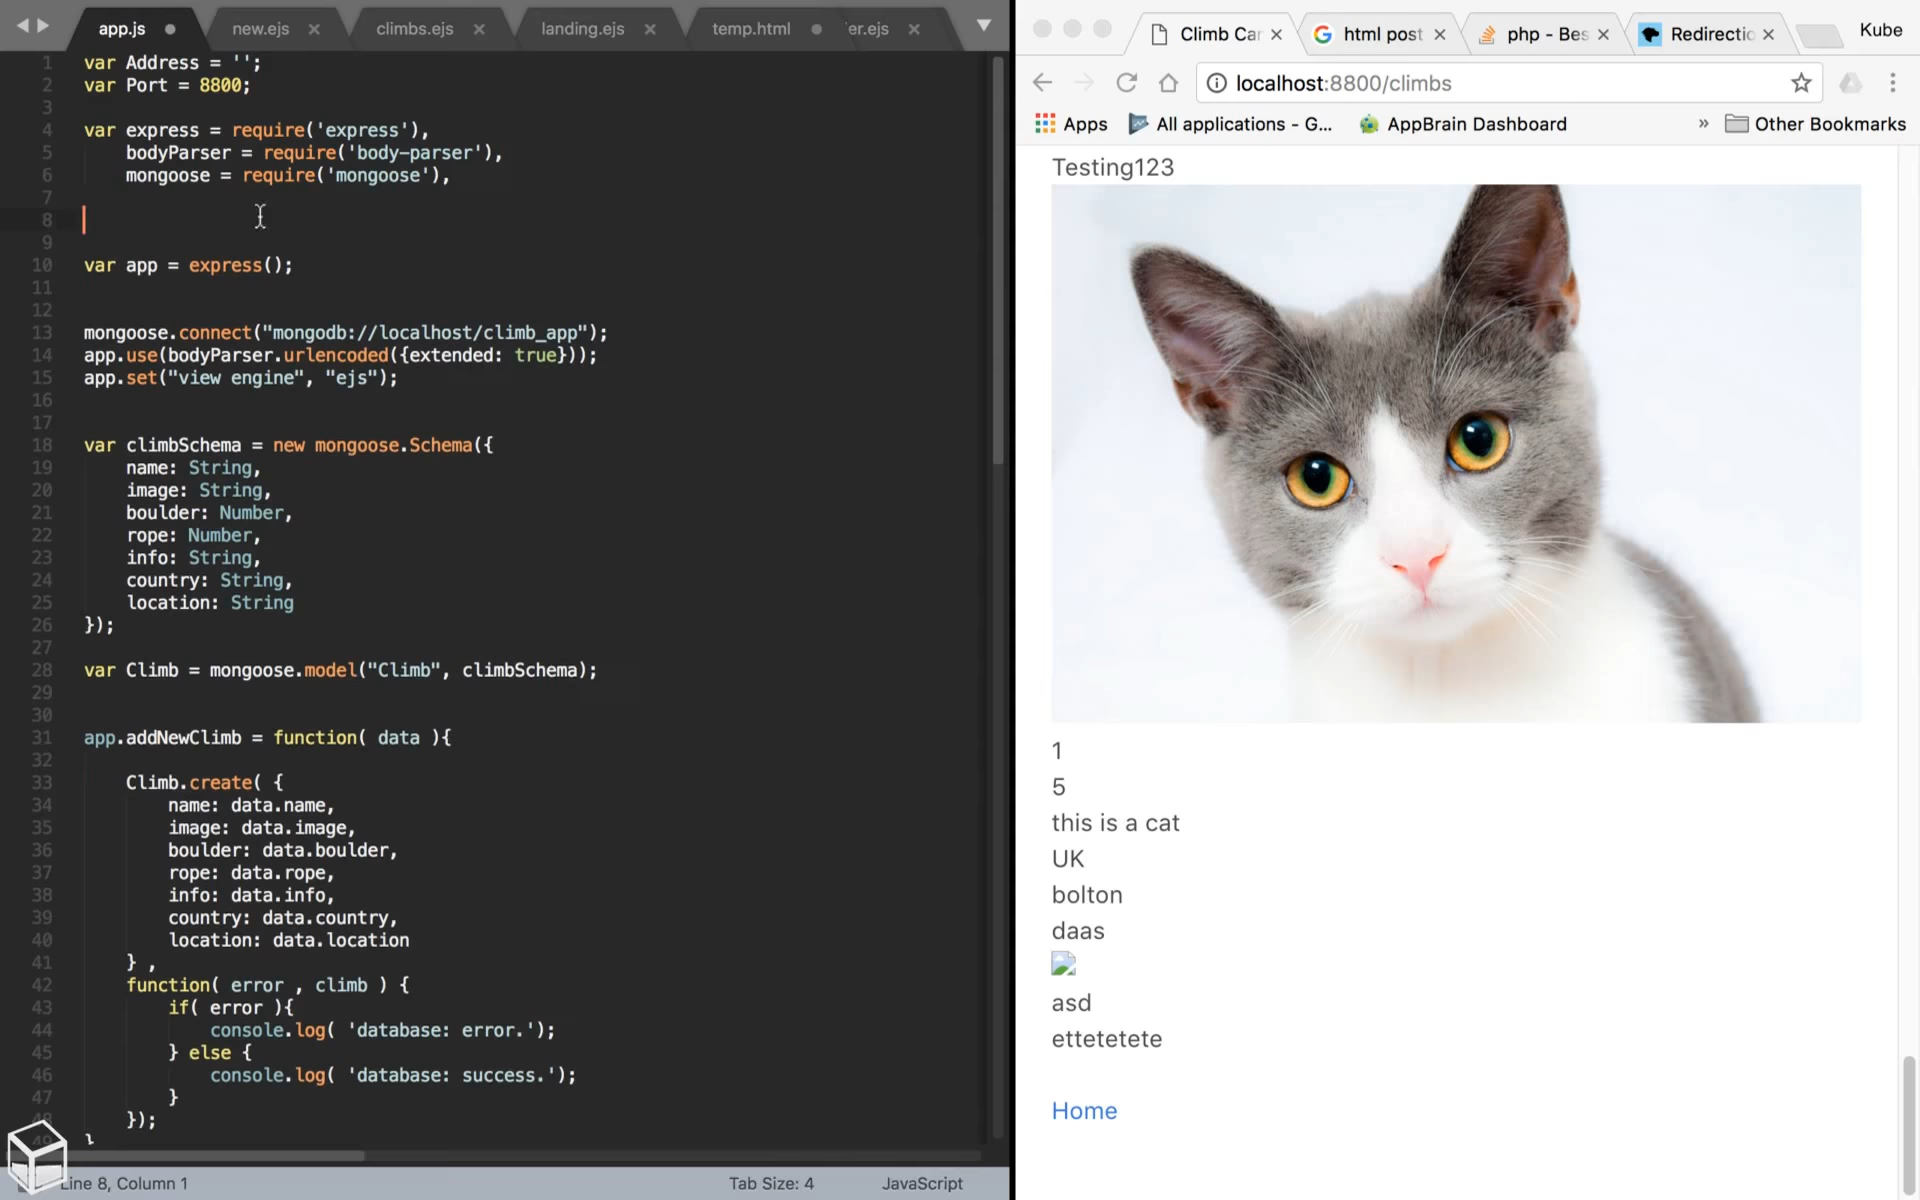 app.js
new.ejs
climbs.ejs
landing.ejs
temp.html
er.ejs
1 var Address = '';
2 var Port = 8800;
3
4 var express = require('express'),
5 bodyParser = require('body-parser'),
6 mongoose = require('mongoose'),
7
8
9
10 var app = express();
11
12
13 mongoose.connect("mongodb://localhost/climb_app");
14 app.use(bodyParser.urlencoded({extended: true}));
15 app.set("view engine", "ejs");
16
17
18 var climbSchema = new mongoose.Schema({
19 name: String,
20 image: String,
21 boulder: Number,
22 rope: Number,
23 info: String,
24 country: String,
25 location: String
26 });
27
28 var Climb = mongoose.model("Climb", climbSchema);
29
30
31 app.addNewClimb = function( data ){
32
33 Climb.create( {
34 name: data.name,
35 image: data.image,
36 boulder: data.boulder,
37 rope: data.rope,
38 info: data.info,
39 country: data.country,
40 location: data.location
41 } ,
42 function( error , climb ) {
43 if( error ){
44 console.log( 'database: error.');
45 } else {
46 console.log( 'database: success.');
47 }
48 });
49 }
Line 8, Column 1
Tab Size: 4
JavaScript
Climb Car
html post
php - Bes
Redirectio
Kube
localhost:8800/climbs
Apps
All applications - G...
AppBrain Dashboard
»
Other Bookmarks
Testing123
1
5
this is a cat
UK
bolton
daas
asd
ettetetete
Home